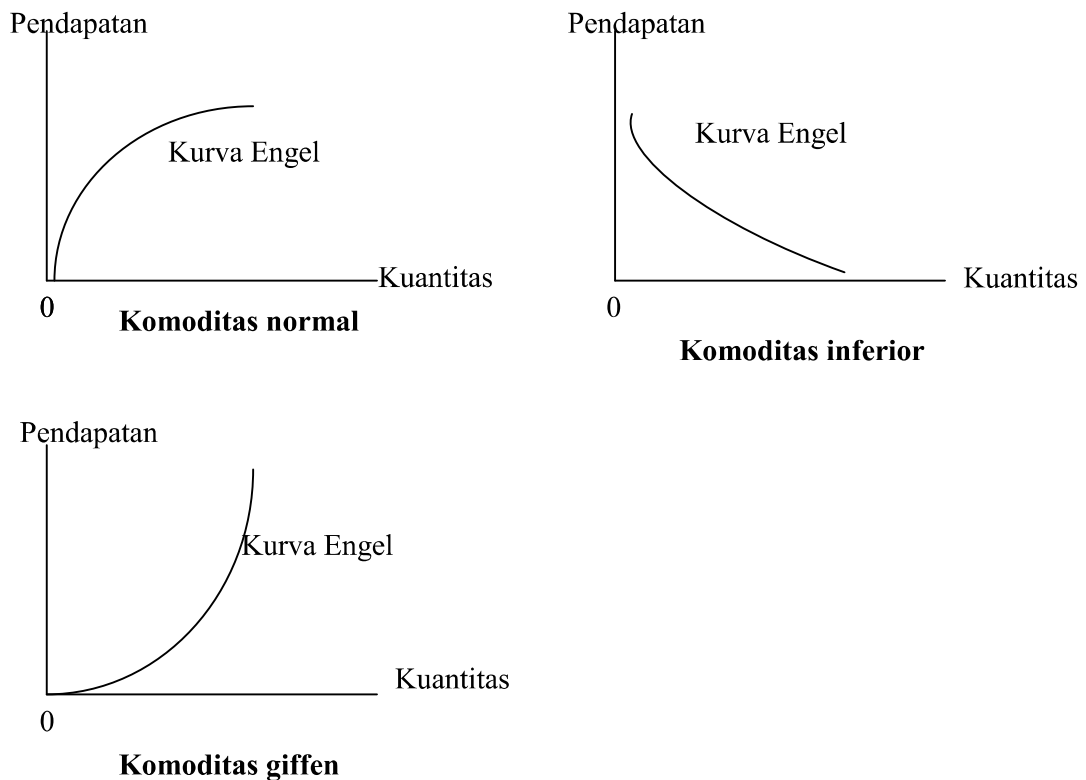 Pendapatan
Kurva Engel
Kuantitas
0
Komoditas normal
Pendapatan
Kurva Engel
Kuantitas
0
Komoditas inferior
Pendapatan
Kurva Engel
Kuantitas
0
Komoditas giffen